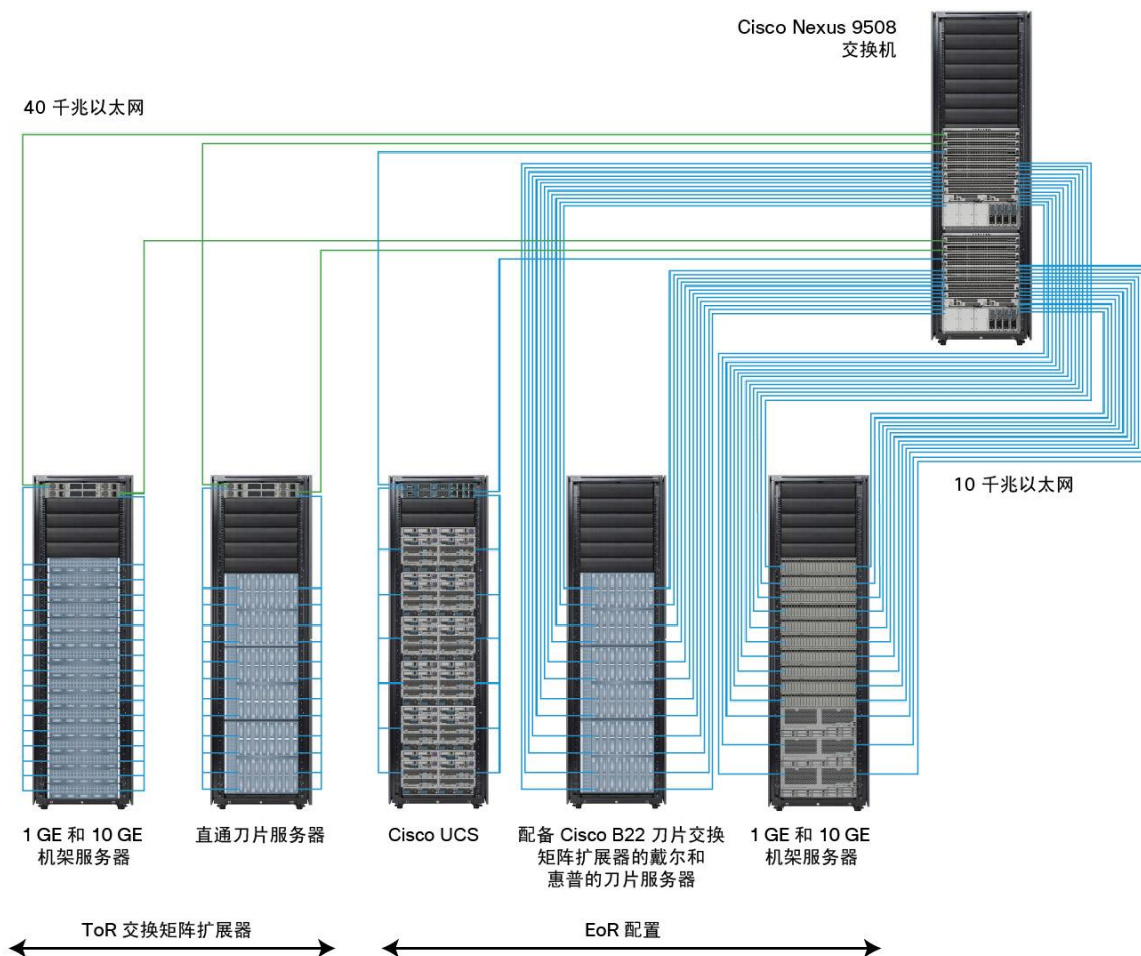 Cisco Nexus 9508
交换机
40 千兆以太网
10 千兆以太网
1 GE 和 10 GE
机架服务器
直通刀片服务器
Cisco UCS
配备 Cisco B22 刀片交换
矩阵扩展器的戴尔和
惠普的刀片服务器
1 GE 和 10 GE
机架服务器
ToR 交换矩阵扩展器
EoR 配置